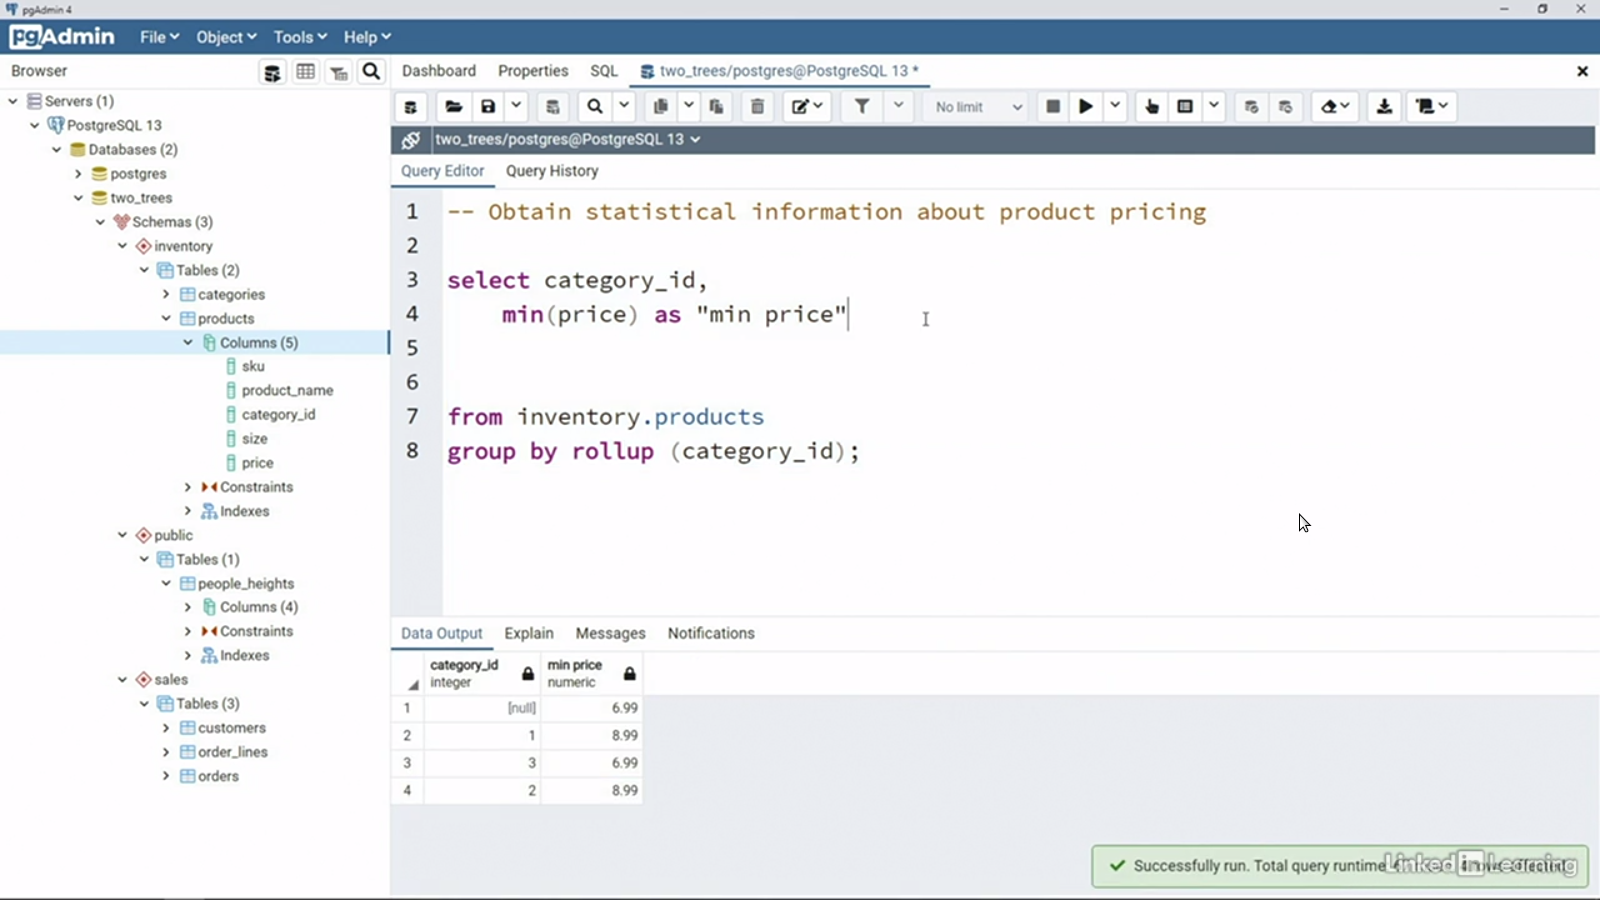 pgAdmin 4
pgAdmin File Object Tools Help
Browser
Dashboard Properties SQL two_trees/postgres@PostgreSQL 13 *
No limit
two_trees/postgres@PostgreSQL 13
Query Editor Query History
Servers (1)
PostgreSQL 13
Databases (2)
postgres
two_trees
Schemas (3)
inventory
Tables (2)
categories
products
Columns (5)
sku
product_name
category_id
size
price
Constraints
Indexes
public
Tables (1)
people_heights
Columns (4)
Constraints
Indexes
sales
Tables (3)
customers
order_lines
orders
1 -- Obtain statistical information about product pricing
2
3 select category_id,
4 min(price) as "min price"
5
6
7 from inventory.products
8 group by rollup (category_id);
Data Output Explain Messages Notifications
category_id integer min price numeric
1 [null] 6.99
2 1 8.99
3 3 6.99
4 2 8.99
Successfully run. Total query runtime
Linked in Learning